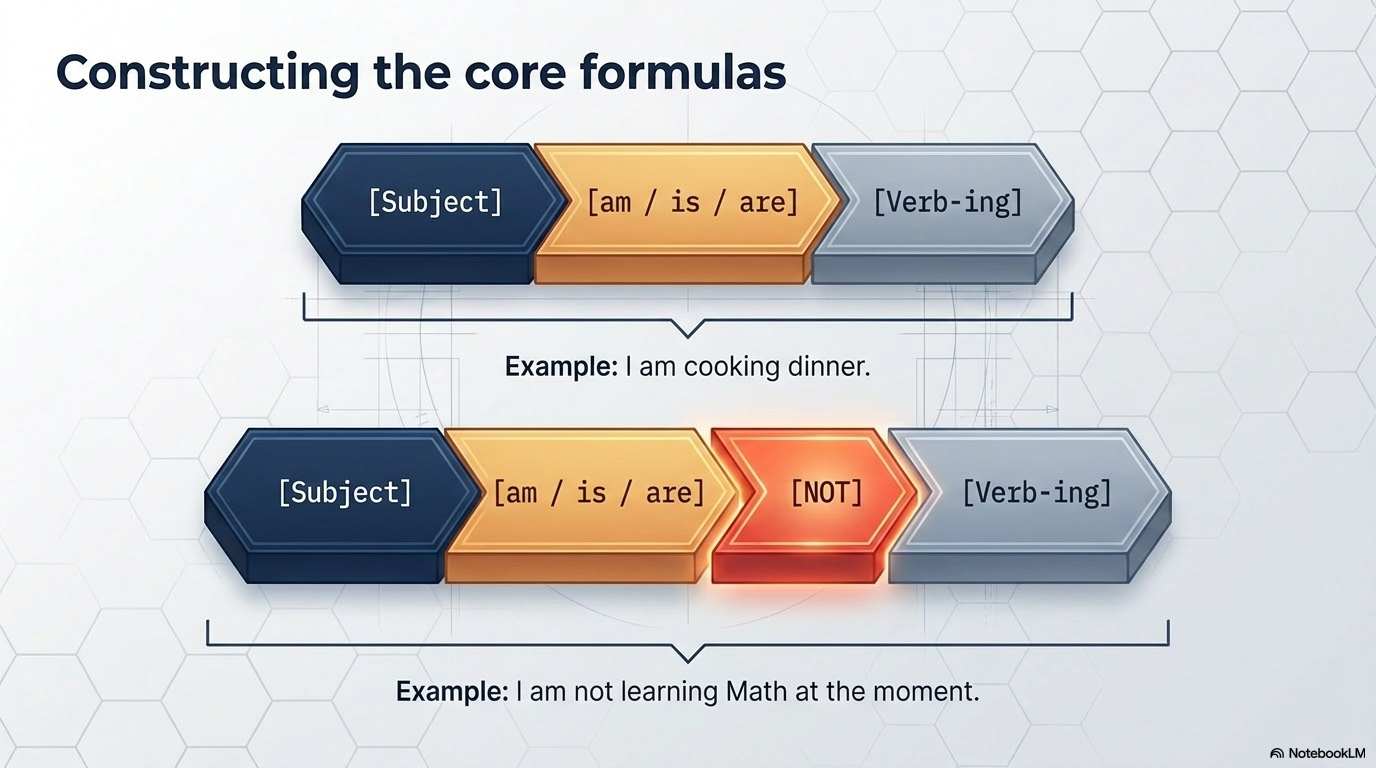 Constructing the core formulas
[Subject] [am / is / are] [Verb-ing]
Example: I am cooking dinner.
[Subject] [am / is / are] [NOT] [Verb-ing]
Example: I am not learning Math at the moment.
NotebookLM